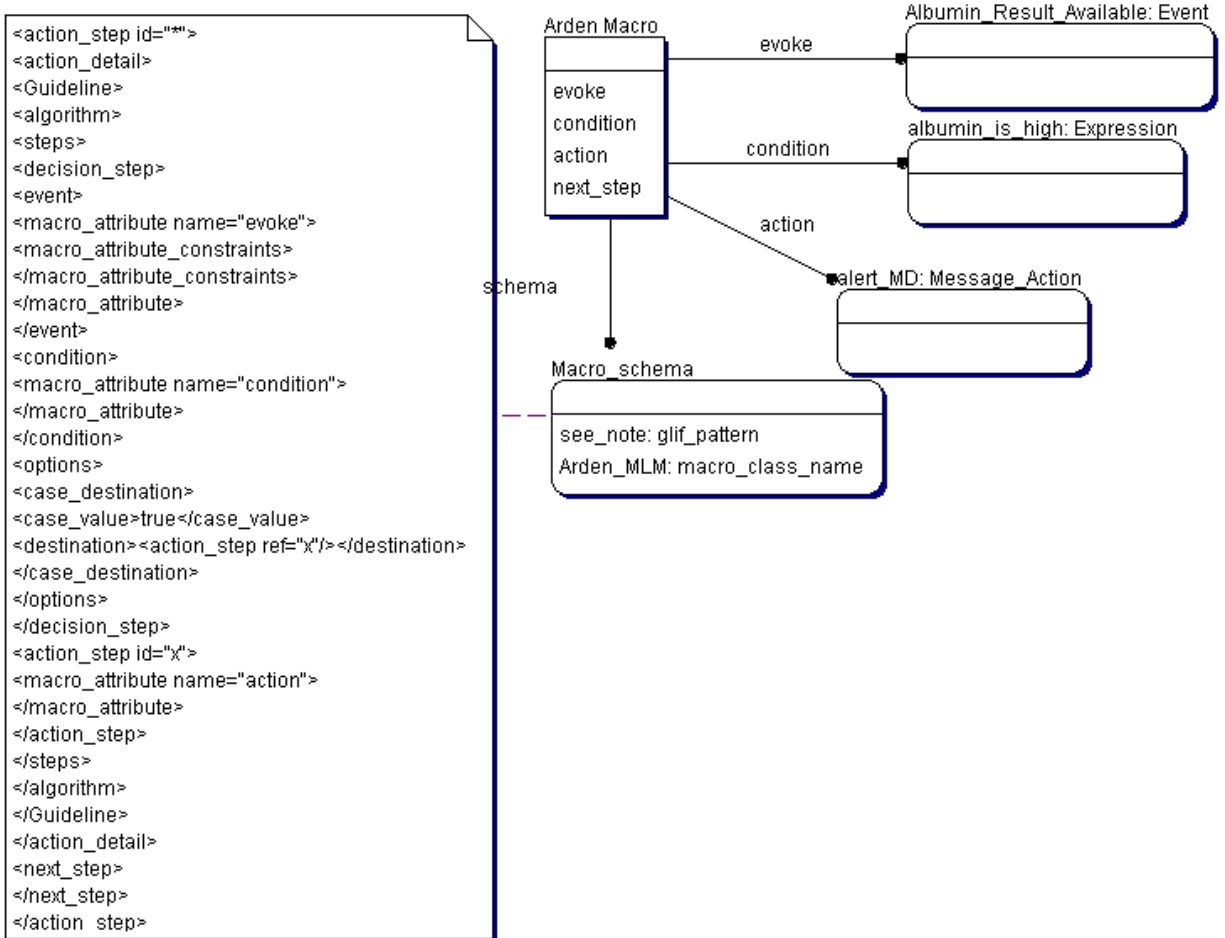 <action_step id="*">
<action_detail>
<Guideline>
<algorithm>
<steps>
<decision_step>
<event>
<macro_attribute name="evoke">
<macro_attribute_constraints>
</macro_attribute_constraints>
</macro_attribute>
</event>
<condition>
<macro_attribute name="condition">
</macro_attribute>
</condition>
<options>
<case_destination>
<case_value>true</case_value>
<destination><action_step ref="x"/></destination>
</case_destination>
</options>
</decision_step>
<action_step id="x">
<macro_attribute name="action">
</macro_attribute>
</action_step>
</steps>
</algorithm>
</Guideline>
</action_detail>
<next_step>
</next_step>
</action_step>
Arden Macro
evoke
condition
action
next_step
evoke
Albumin_Result_Available: Event
condition
albumin_is_high: Expression
action
alert_MD: Message_Action
schema
Macro_schema
see_note: glif_pattern
Arden_MLM: macro_class_name